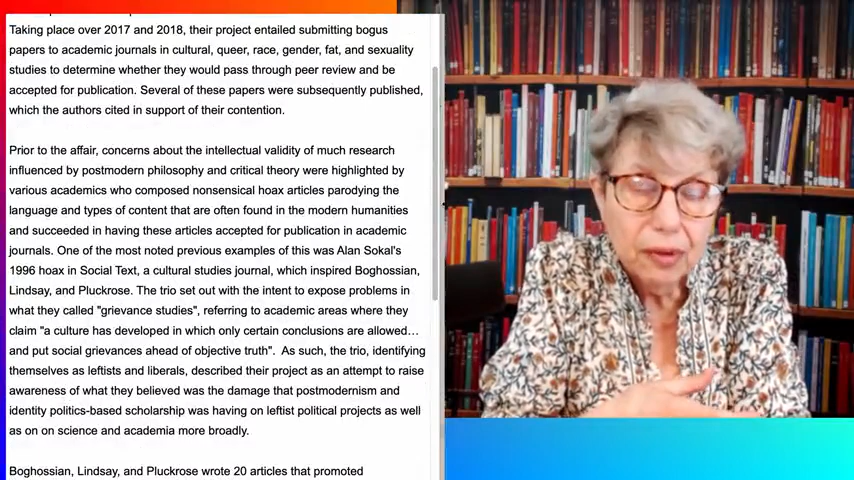 Taking place over 2017 and 2018, their project entailed submitting bogus
papers to academic journals in cultural, queer, race, gender, fat, and sexuality
studies to determine whether they would pass through peer review and be
accepted for publication. Several of these papers were subsequently published,
which the authors cited in support of their contention.
Prior to the affair, concerns about the intellectual validity of much research
influenced by postmodern philosophy and critical theory were highlighted by
various academics who composed nonsensical hoax articles parodying the
language and types of content that are often found in the modern humanities
and succeeded in having these articles accepted for publication in academic
journals. One of the most noted previous examples of this was Alan Sokal's
1996 hoax in Social Text, a cultural studies journal, which inspired Boghossian,
Lindsay, and Pluckrose. The trio set out with the intent to expose problems in
what they called "grievance studies", referring to academic areas where they
claim "a culture has developed in which only certain conclusions are allowed…
and put social grievances ahead of objective truth".  As such, the trio, identifying
themselves as leftists and liberals, described their project as an attempt to raise
awareness of what they believed was the damage that postmodernism and
identity politics-based scholarship was having on leftist political projects as well
as on on science and academia more broadly.
Boghossian, Lindsay, and Pluckrose wrote 20 articles that promoted